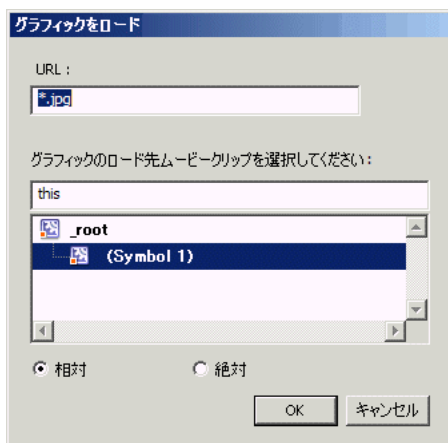 グラフィックをロード
URL：
*.jpg
グラフィックのロード先ムービークリップを選択してください：
this
_root
(Symbol 1)
相対 絶対
OK キャンセル